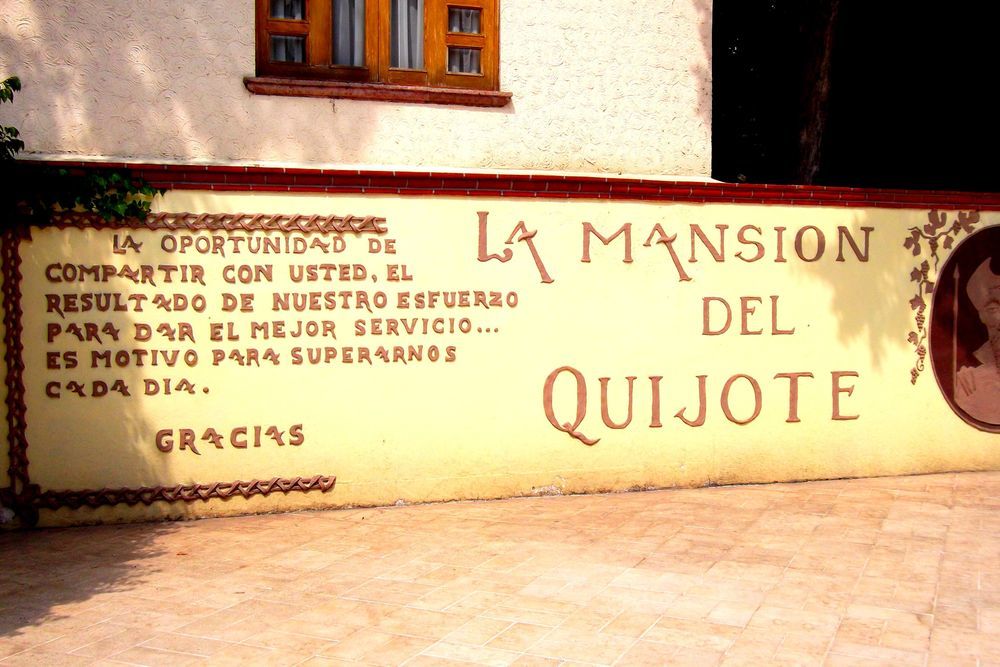 LA OPORTUNIDAD DE
COMPARTIR CON USTED, EL
RESULTADO DE NUESTRO ESFUERZO
PARA DAR EL MEJOR SERVICIO...
ES MOTIVO PARA SUPERARNOS
CADA DIA.
GRACIAS
LA MANSION
DEL
QUIJOTE